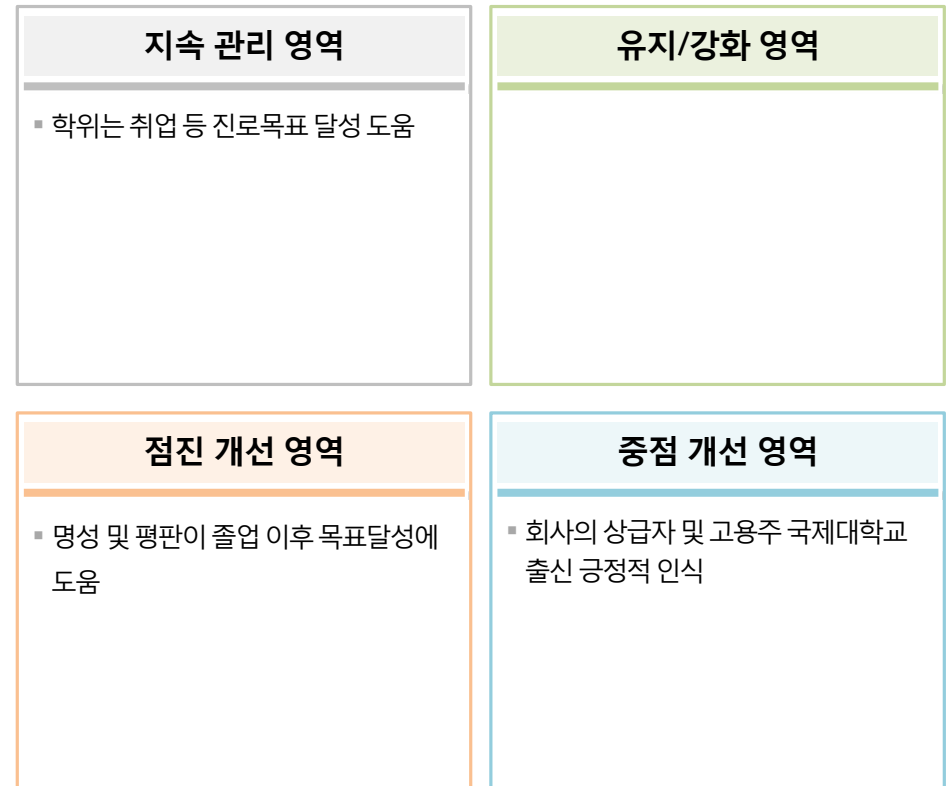 지속 관리 영역
▪ 학위는 취업 등 진로목표 달성 도움
유지/강화 영역
점진 개선 영역
▪ 명성 및 평판이 졸업 이후 목표달성에
도움
중점 개선 영역
▪ 회사의 상급자 및 고용주 국제대학교
출신 긍정적 인식